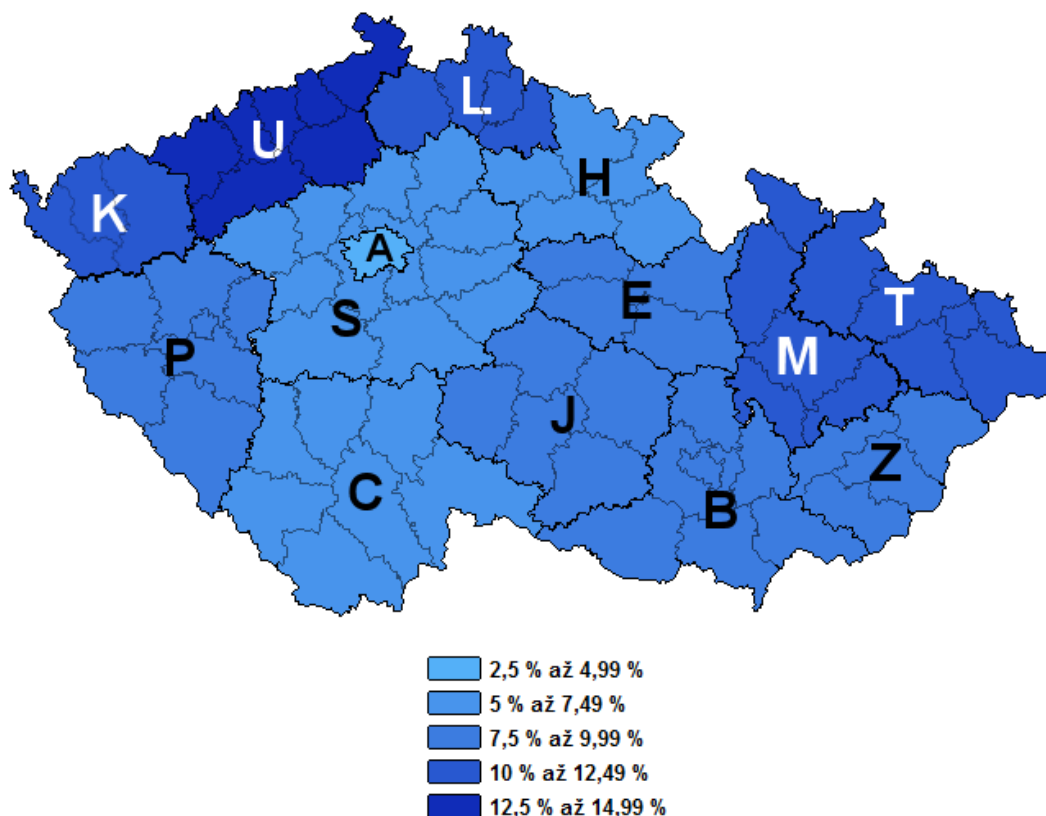 L
U
H
K
A
E
T
S
P
M
J
Z
C
B
2,5 % až 4,99 %
5 % až 7,49 %
7,5 % až 9,99 %
10 % až 12,49 %
12,5 % až 14,99 %